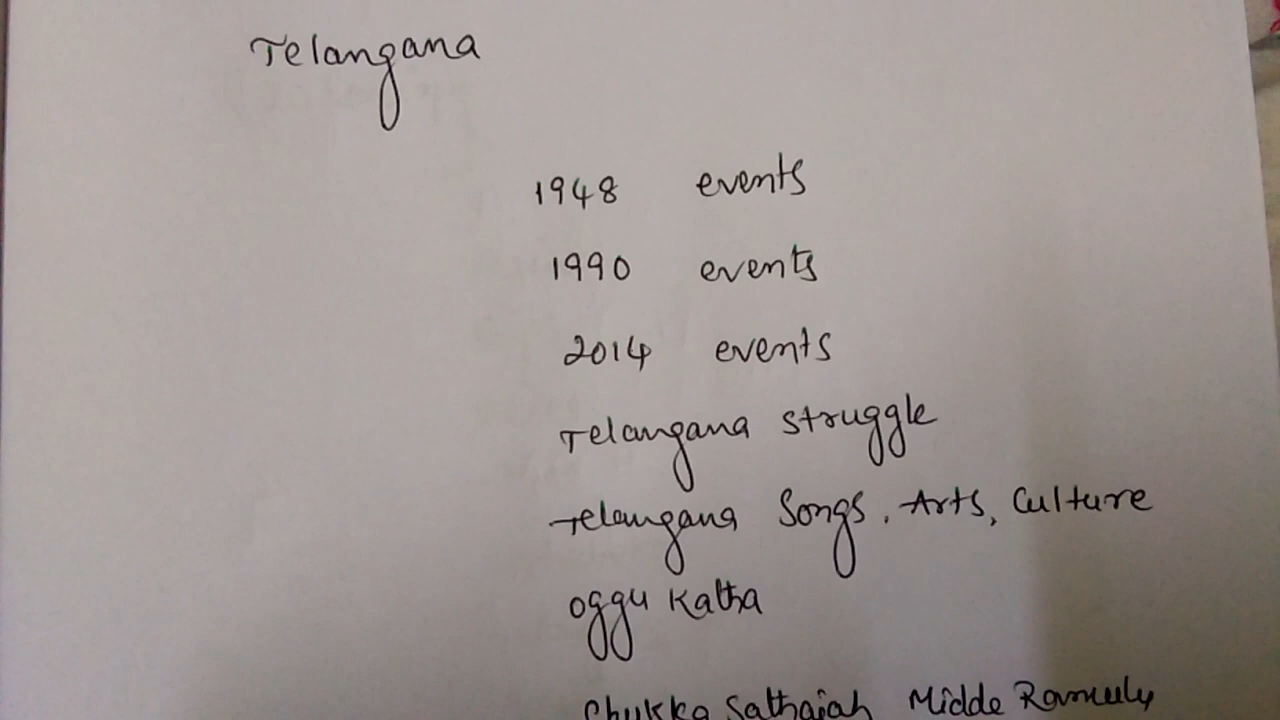 Telangana
1948 events
1990 events
2014 events
Telangana struggle
Telangana Songs, Arts, Culture
Oggu Katha
Chukka Sathaiah Midde Ramulu